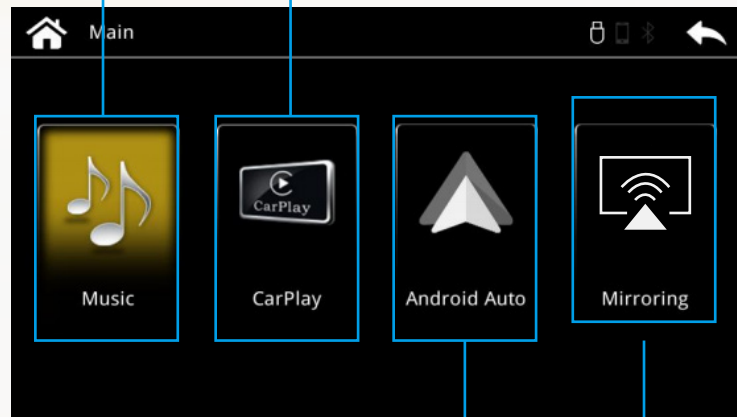 Main
CarPlay
Music
CarPlay
Android Auto
Mirroring